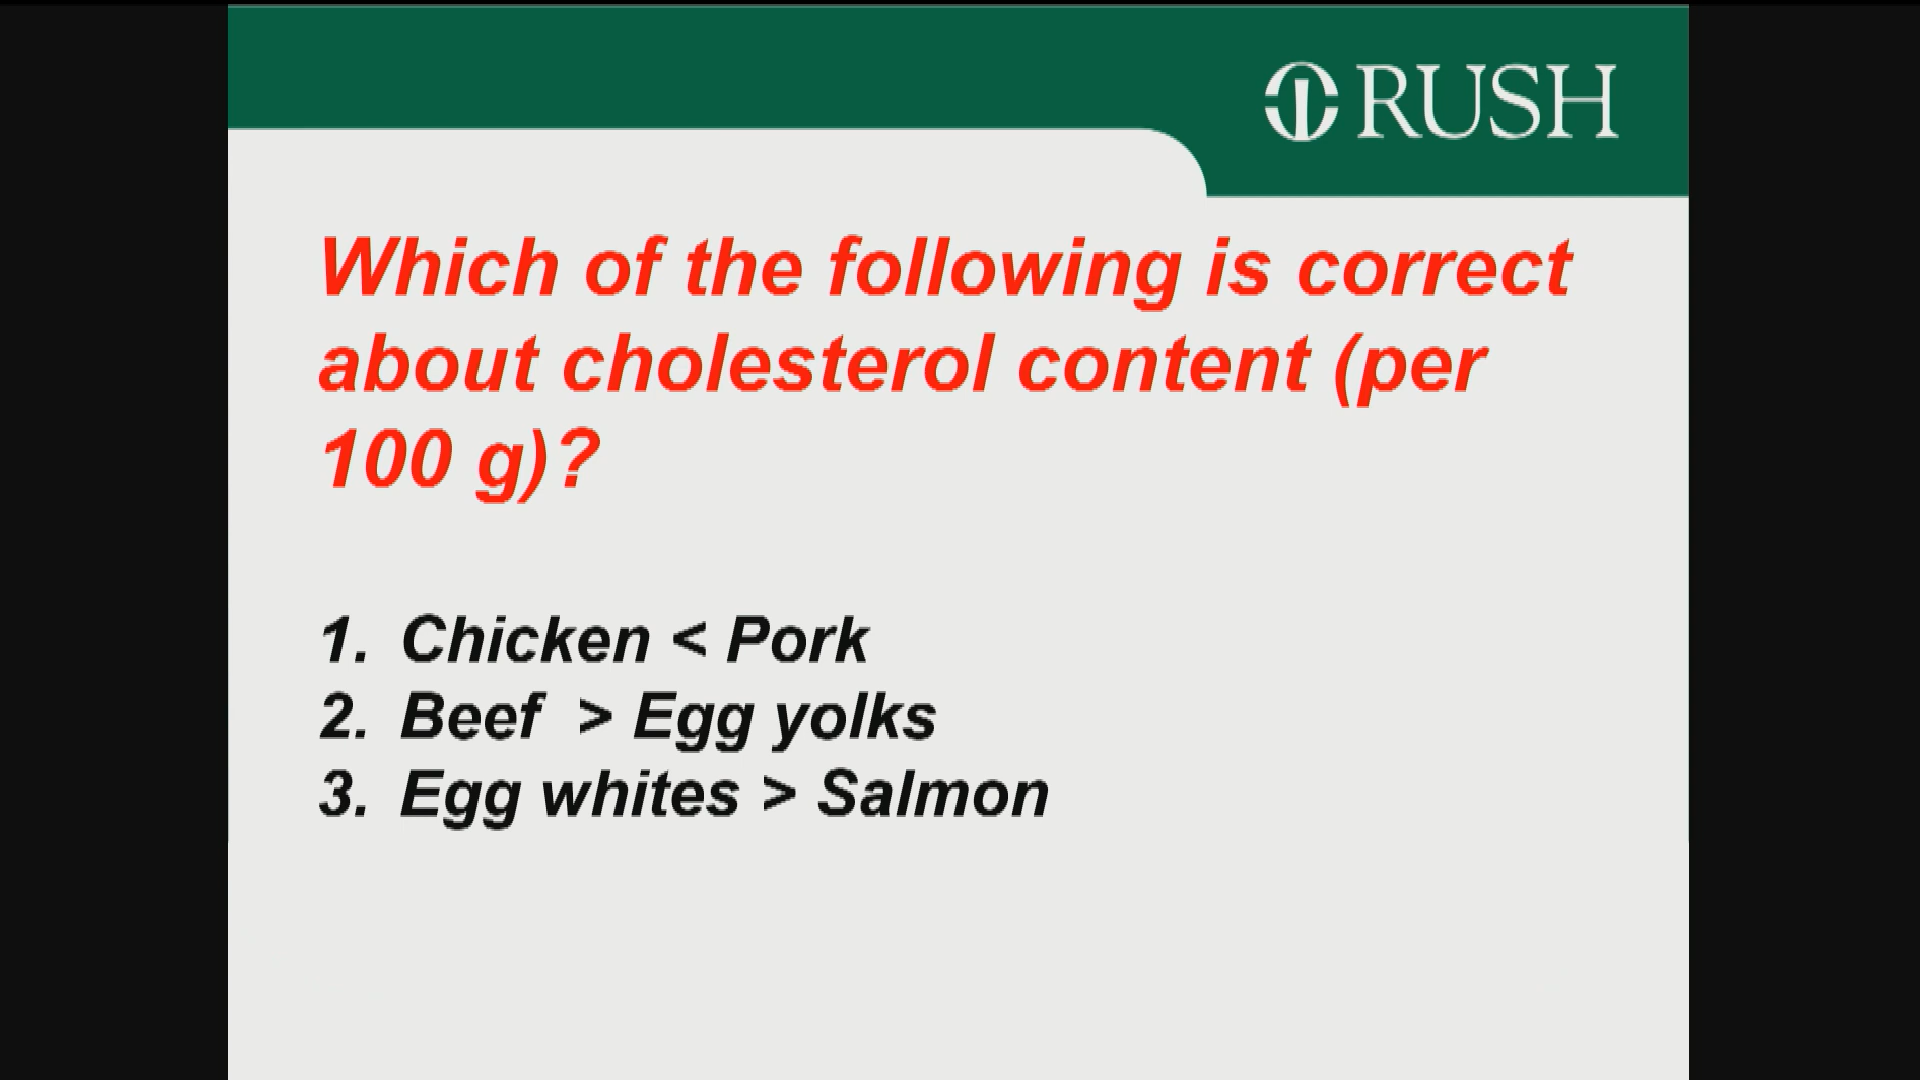 RUSH
Which of the following is correct
about cholesterol content (per
100 g)?
1. Chicken < Pork
2. Beef > Egg yolks
3. Egg whites > Salmon